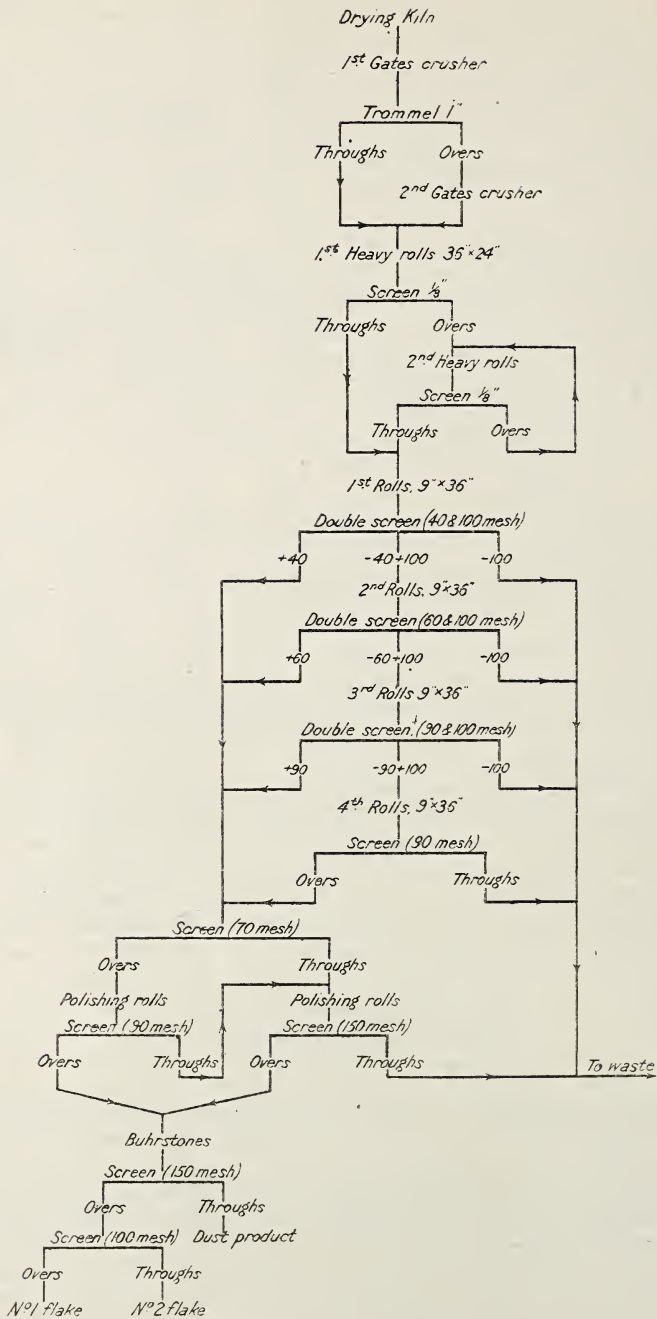 Drying Kiln
1st Gates crusher
Trommel 1"
Throughs Overs
2nd Gates crusher
1st Heavy rolls 36"×24"
Screen 1/8"
Throughs Overs
2nd Heavy rolls
Screen 1/8"
Throughs Overs
1st Rolls, 9"×36"
Double screen (40 & 100 mesh)
+40 -40+100 -100
2nd Rolls, 9"×36"
Double screen (60 & 100 mesh)
+60 -60+100 -100
3rd Rolls 9"×36"
Double screen (90 & 100 mesh)
+90 -90+100 -100
4th Rolls, 9"×36"
Screen (90 mesh)
Overs Throughs
Screen (70 mesh)
Overs Throughs
Polishing rolls Polishing rolls
Screen (90 mesh) Screen (150 mesh)
Overs Throughs Overs Throughs
To waste
Buhrstones
Screen (150 mesh)
Overs Throughs
Screen (100 mesh) Dust product
Overs Throughs
Nº1 flake Nº2 flake